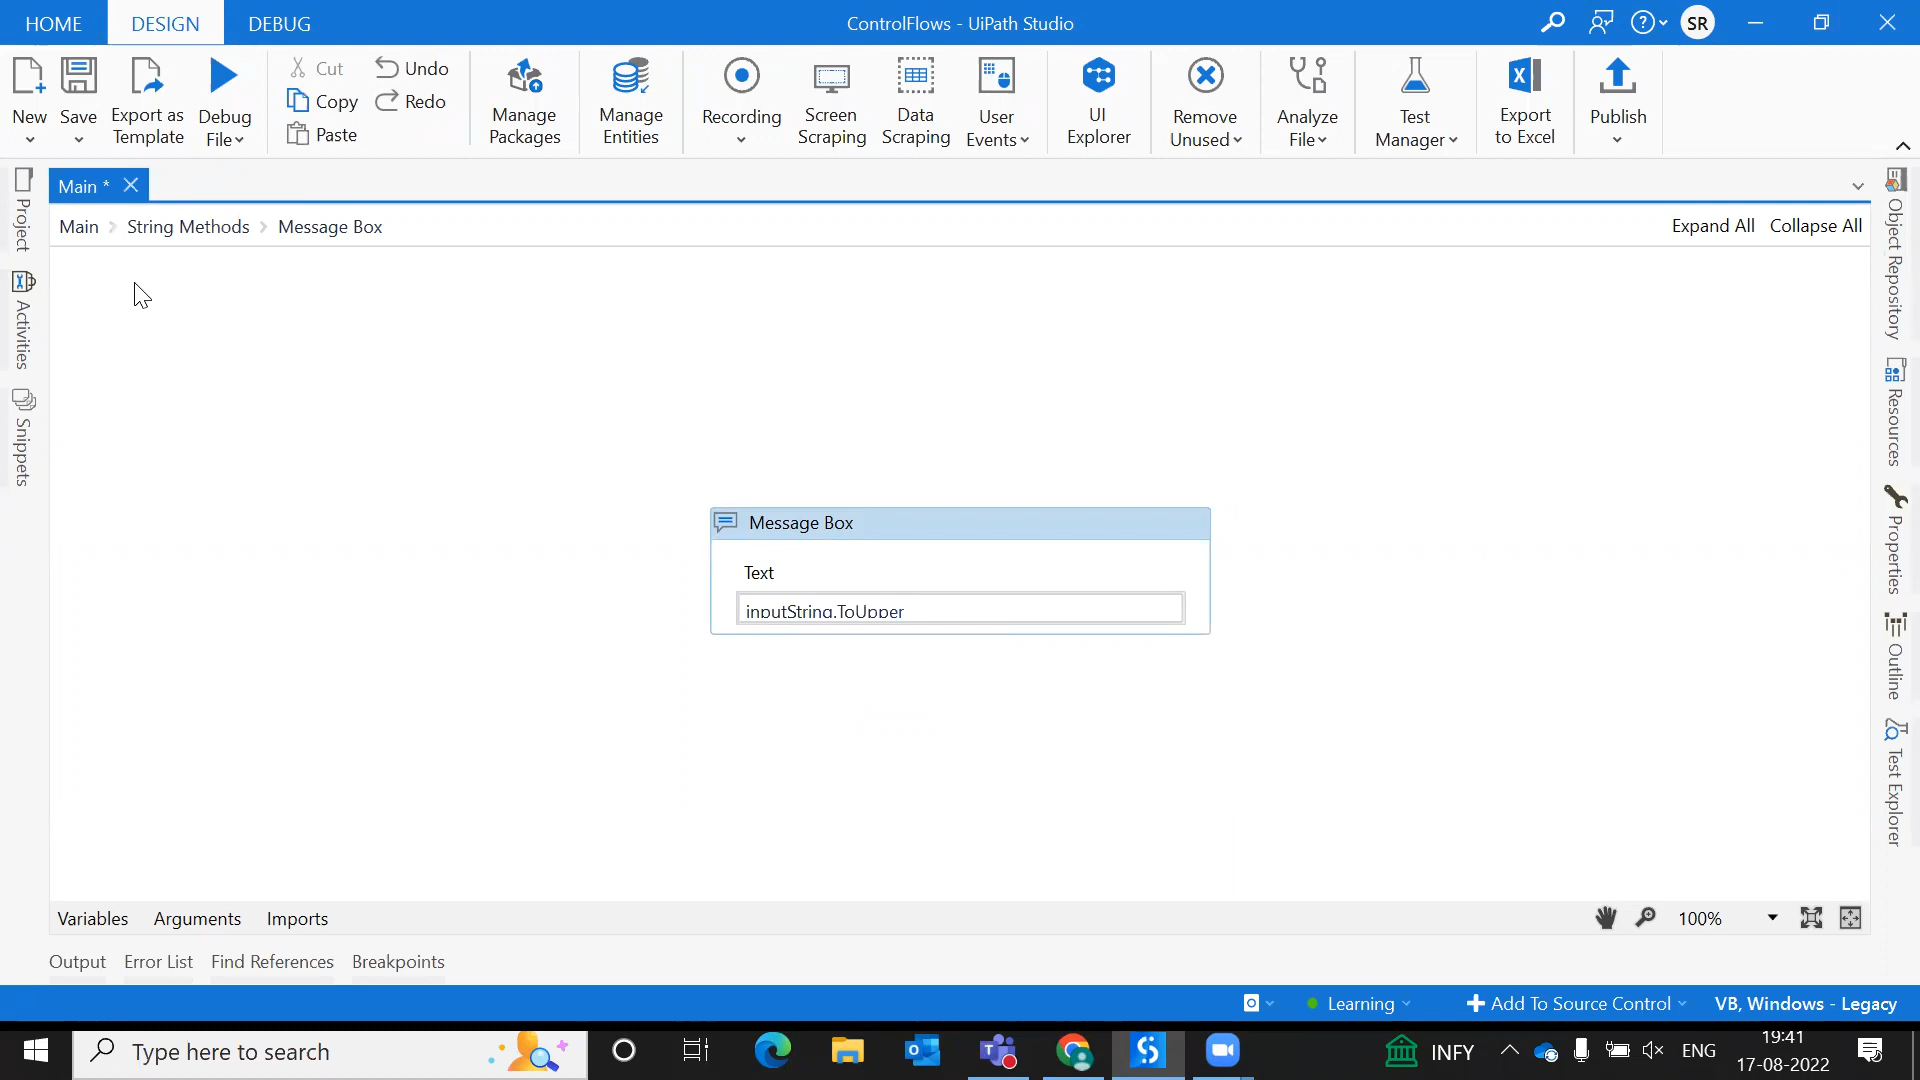 HOME DESIGN DEBUG ControlFlows - UiPath Studio SR
Cut Undo
Copy Redo
Paste
New Save Export as Template Debug File
Manage Packages
Manage Entities
Recording Screen Scraping Data Scraping User Events
UI Explorer
Remove Unused
Analyze File
Test Manager
Export to Excel
Publish
Main *
Main String Methods Message Box Expand All Collapse All
Project
Activities
Snippets
Object Repository
Resources
Properties
Outline
Test Explorer
Message Box
Text
inputString.ToUpper
Variables Arguments Imports 100%
Output Error List Find References Breakpoints
Learning Add To Source Control VB, Windows - Legacy
Type here to search INFY ENG 19:41
17-08-2022